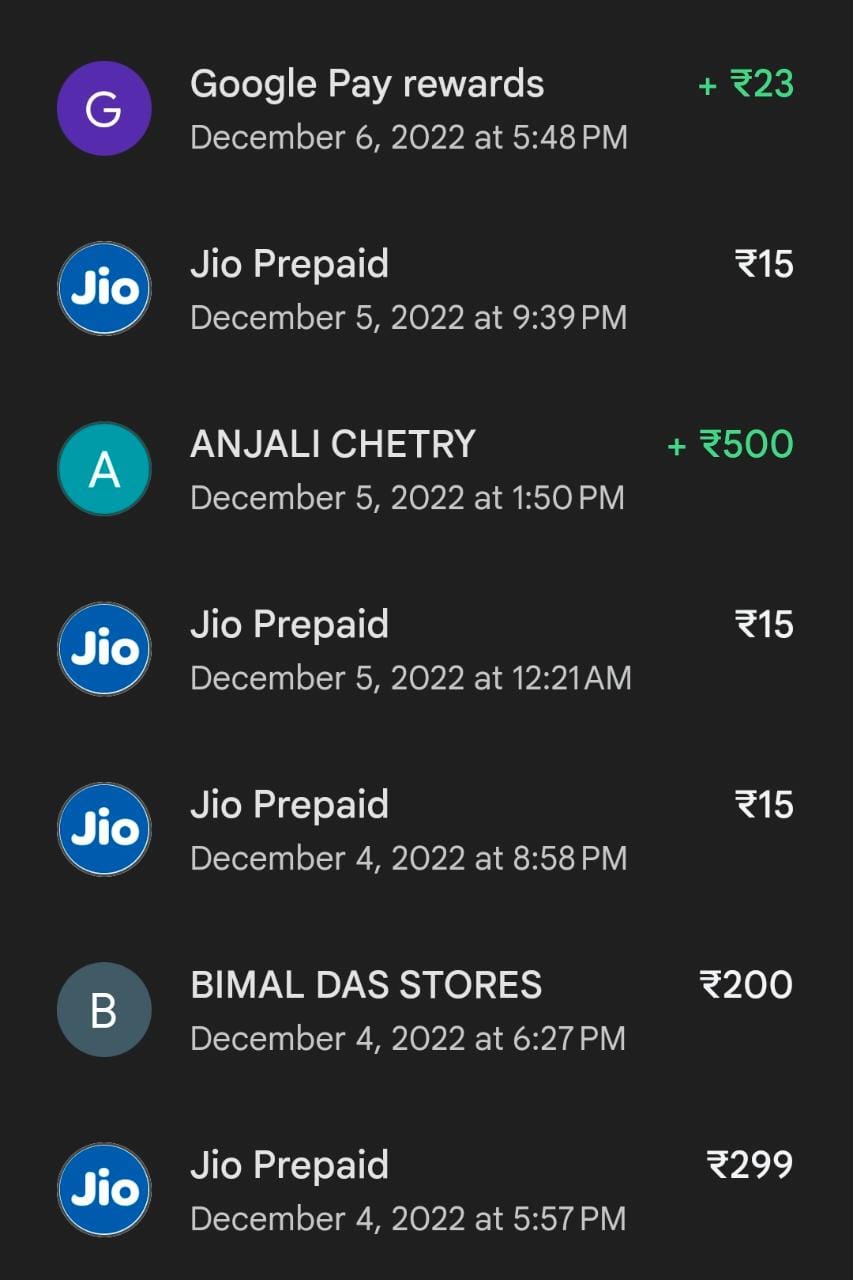 G
Google Pay rewards
+ ₹23
December 6, 2022 at 5:48 PM
Jio
Jio Prepaid
₹15
December 5, 2022 at 9:39 PM
A
ANJALI CHETRY
+ ₹500
December 5, 2022 at 1:50 PM
Jio
Jio Prepaid
₹15
December 5, 2022 at 12:21 AM
Jio
Jio Prepaid
₹15
December 4, 2022 at 8:58 PM
B
BIMAL DAS STORES
₹200
December 4, 2022 at 6:27 PM
Jio
Jio Prepaid
₹299
December 4, 2022 at 5:57 PM